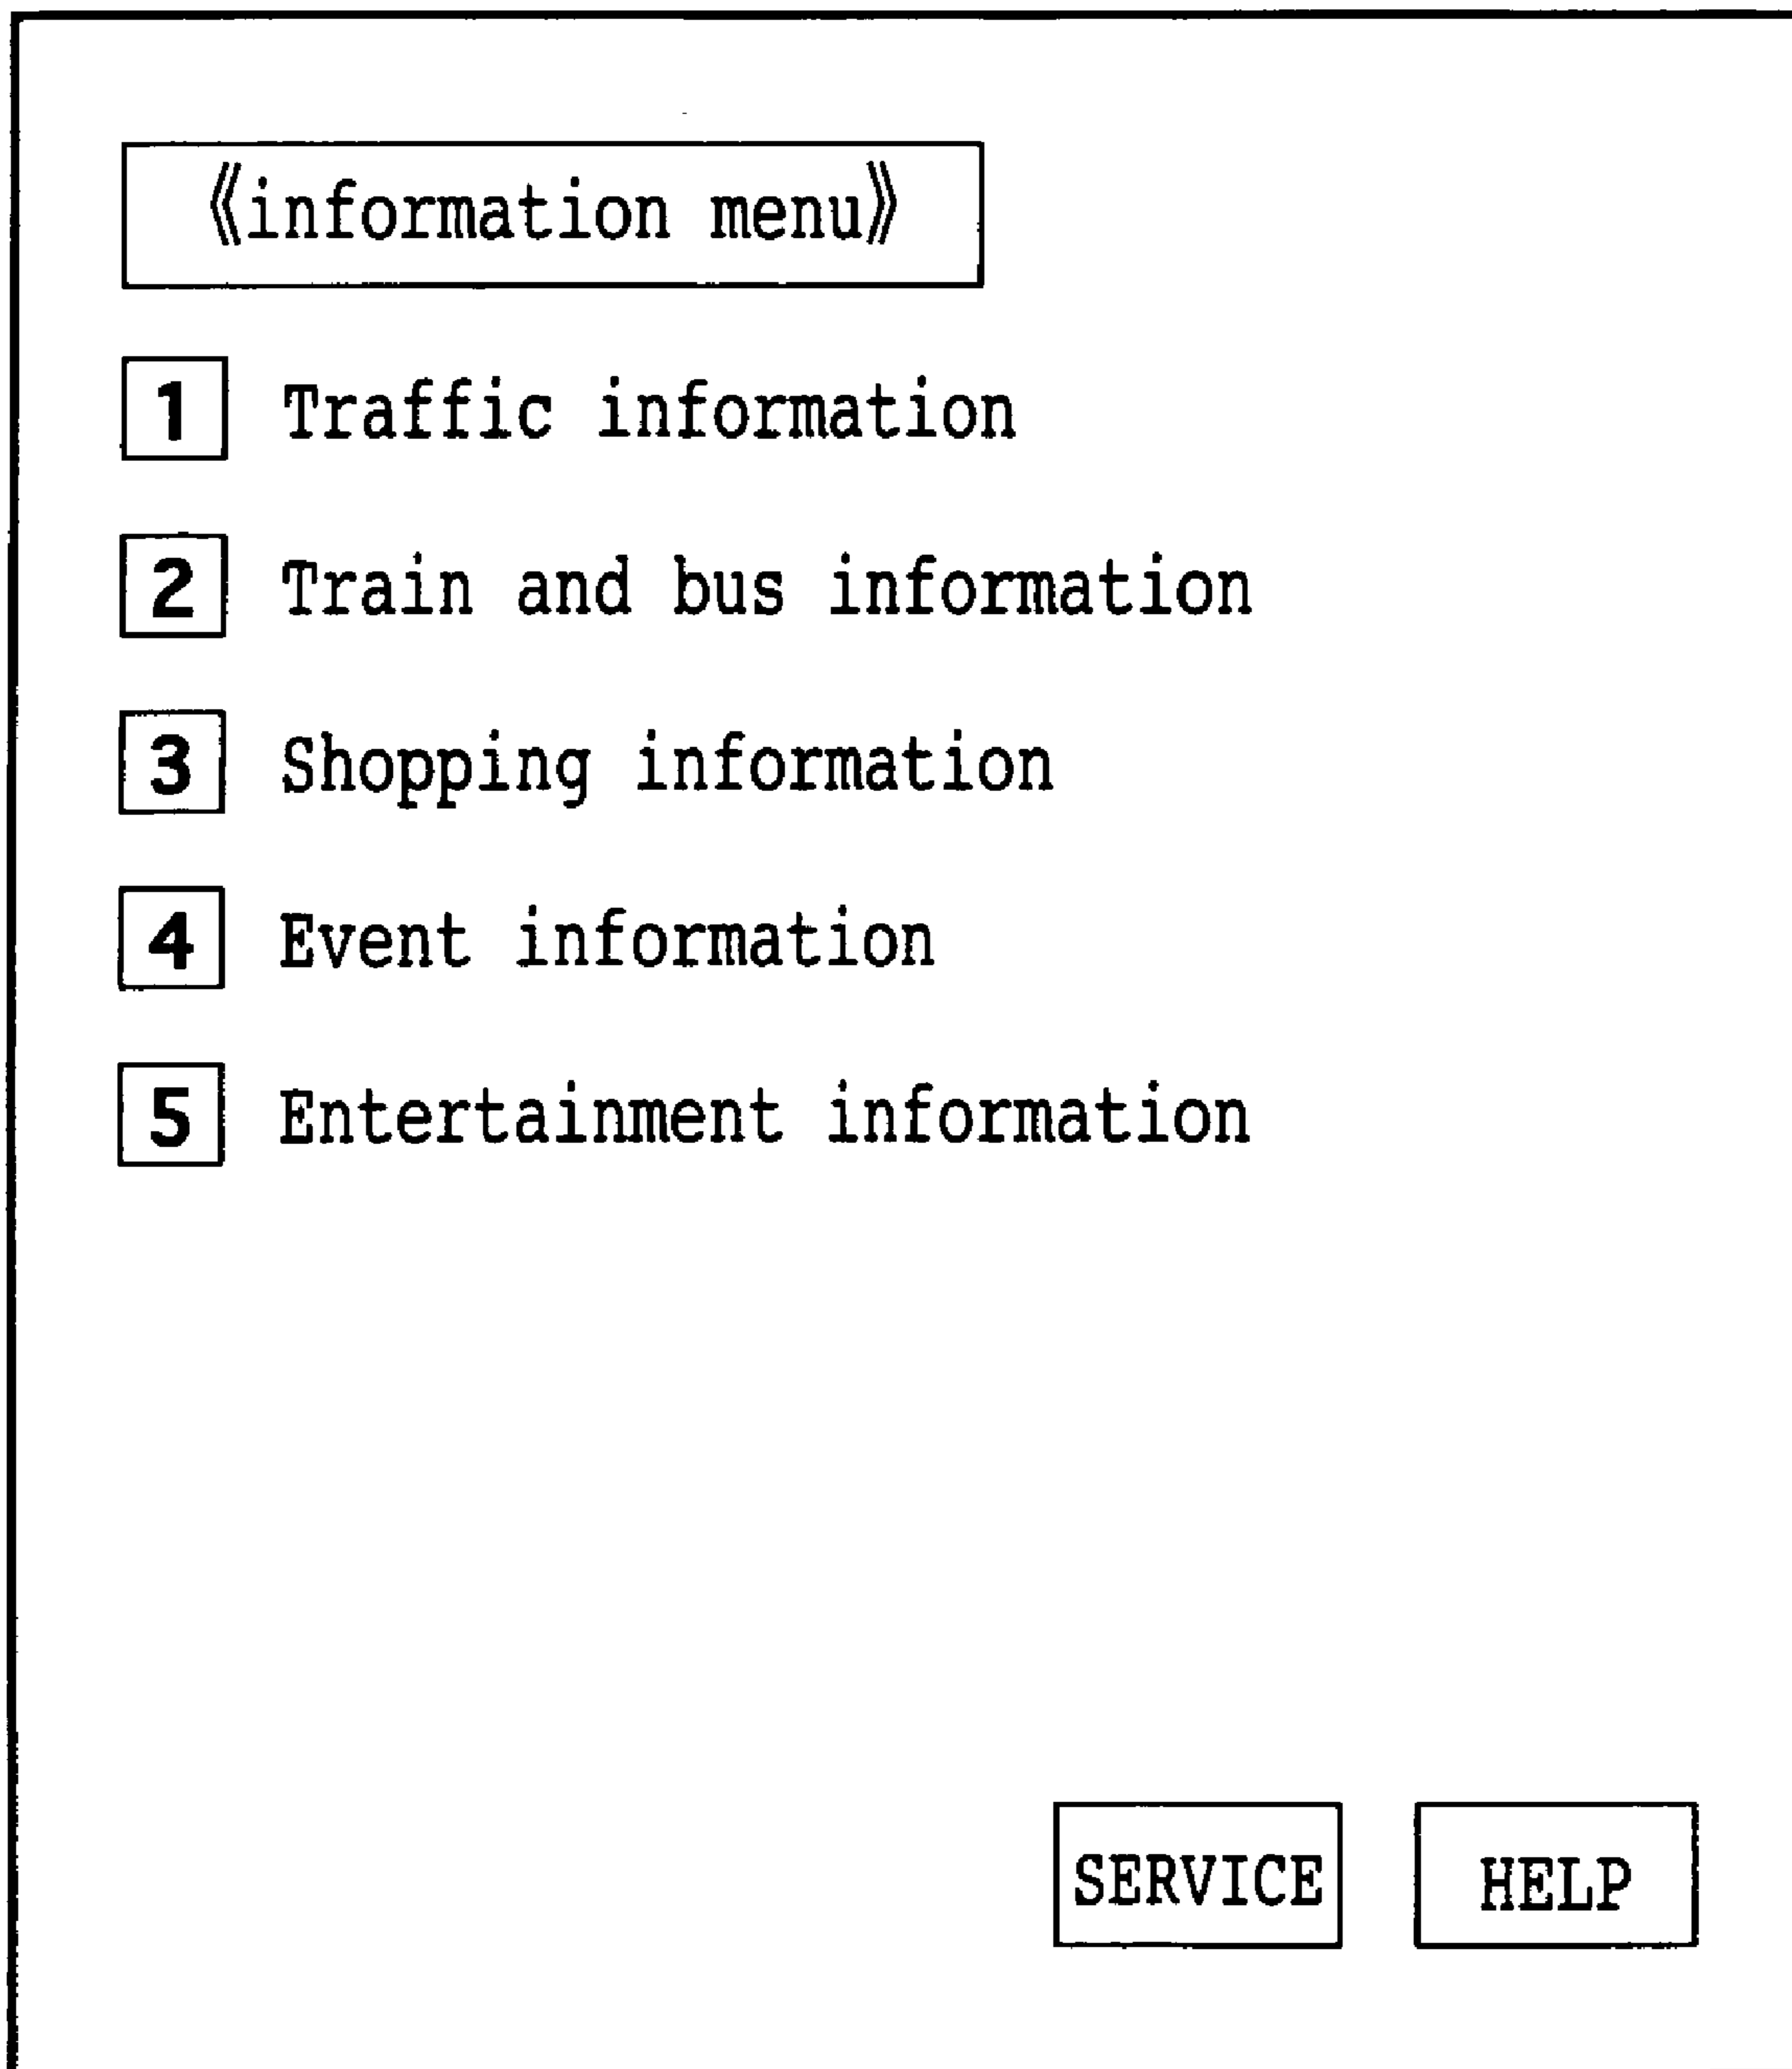 《information menu》
1 Traffic information
2 Train and bus information
3 Shopping information
4 Event information
5 Entertainment information
SERVICE HELP